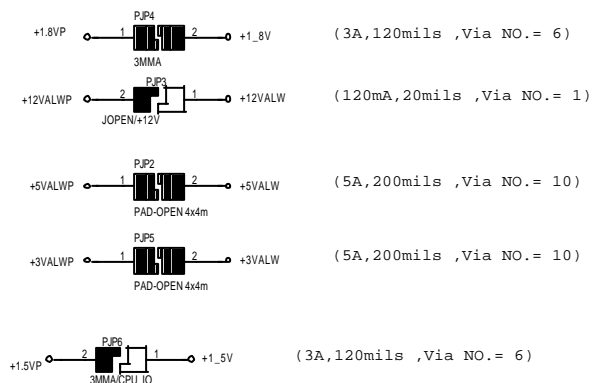 PJP4
+1.8VP 1 2 +1_8V (3A,120mils ,Via NO.= 6)
3MMA
PJP3
+12VALWP 2 1 +12VALW (120mA,20mils ,Via NO.= 1)
JOPEN/+12V
PJP2
+5VALWP 1 2 +5VALW (5A,200mils ,Via NO.= 10)
PAD-OPEN 4x4m
PJP5
+3VALWP 1 2 +3VALW (5A,200mils ,Via NO.= 10)
PAD-OPEN 4x4m
PJP6
+1.5VP 2 1 +1_5V (3A,120mils ,Via NO.= 6)
3MMA/CPU_IO